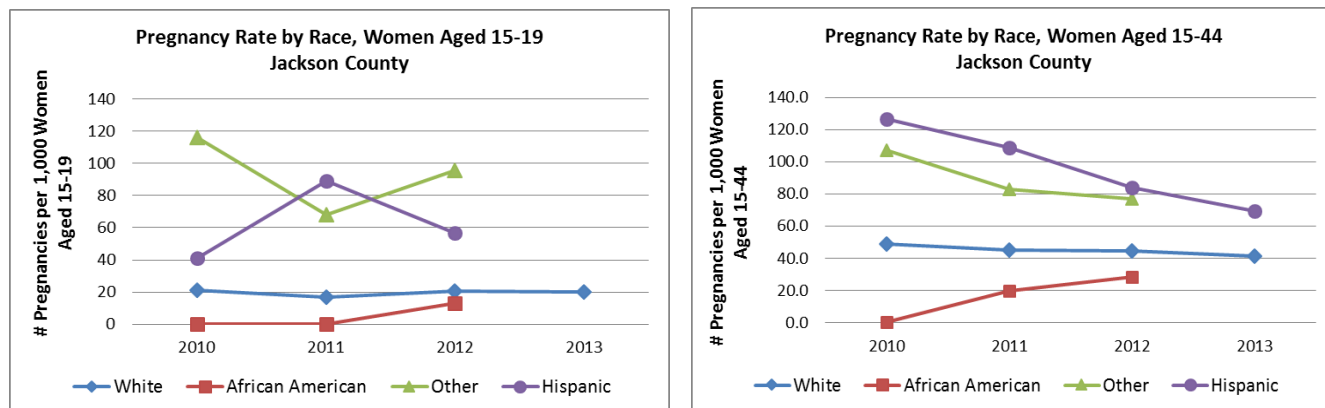 Pregnancy Rate by Race, Women Aged 15-19
Jackson County
# Pregnancies per 1,000 Women
Aged 15-19
140
120
100
80
60
40
20
0
2010 2011 2012 2013
White African American Other Hispanic
Pregnancy Rate by Race, Women Aged 15-44
Jackson County
# Pregnancies per 1,000 Women
Aged 15-44
140.0
120.0
100.0
80.0
60.0
40.0
20.0
0.0
2010 2011 2012 2013
White African American Other Hispanic